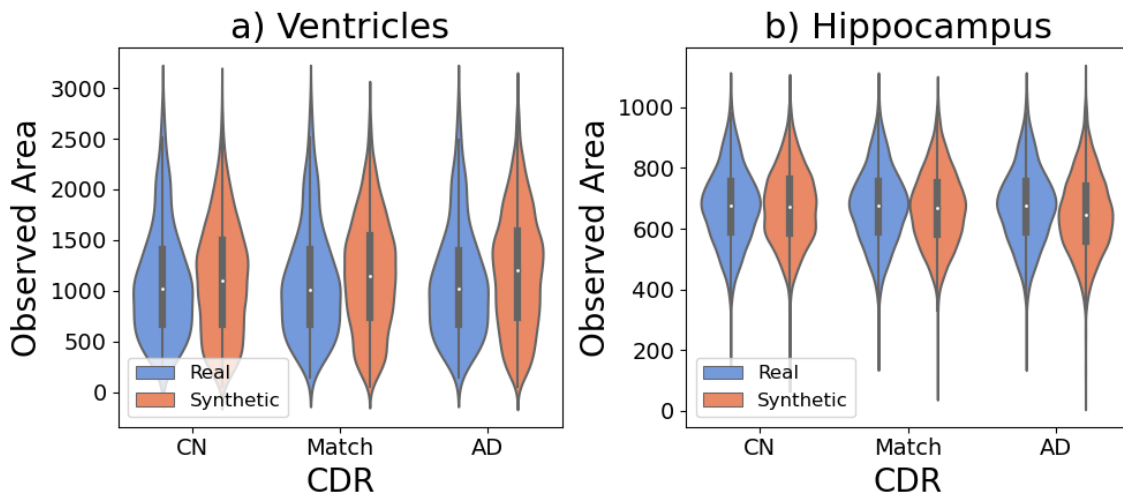 a) Ventricles
Observed Area
3000
2500
2000
1500
1000
500
0
Real
Synthetic
CN Match AD
CDR
b) Hippocampus
Observed Area
1000
800
600
400
200
0
Real
Synthetic
CN Match AD
CDR